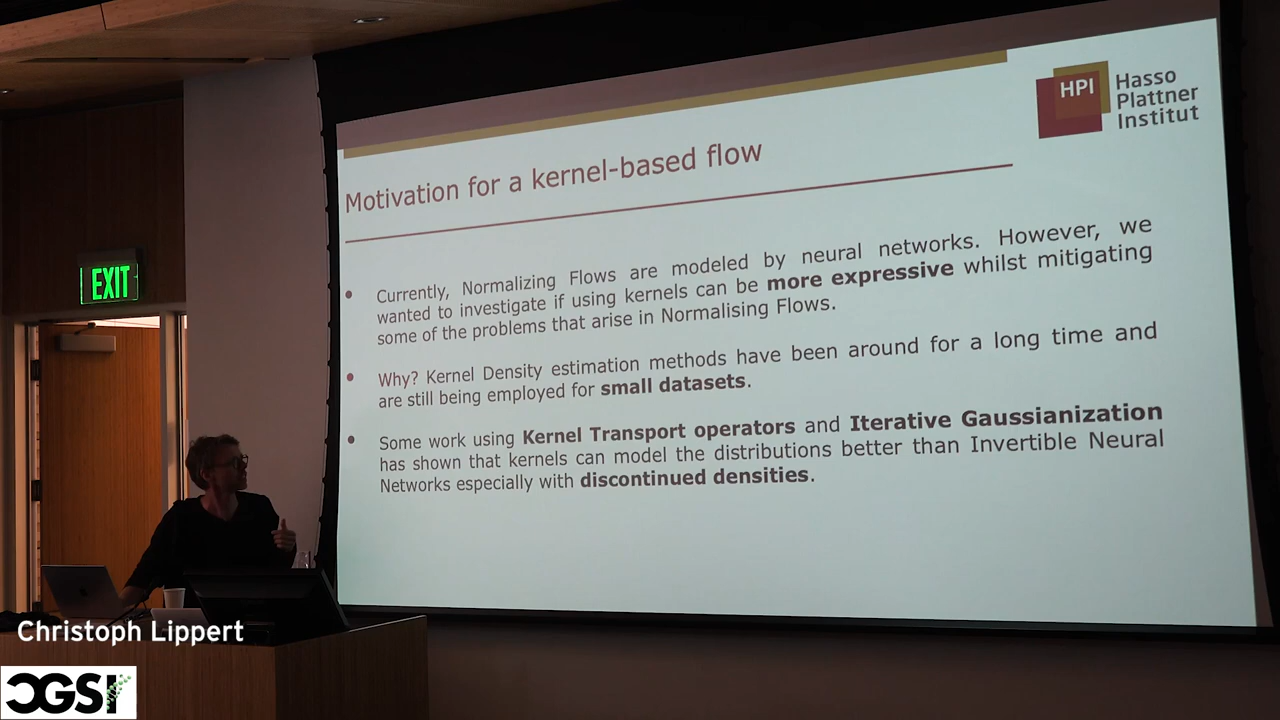 HPI
Hasso
Plattner
Institut
Motivation for a kernel-based flow
Currently, Normalizing Flows are modeled by neural networks. However, we
wanted to investigate if using kernels can be more expressive whilst mitigating
some of the problems that arise in Normalising Flows.
Why? Kernel Density estimation methods have been around for a long time and
are still being employed for small datasets.
Some work using Kernel Transport operators and Iterative Gaussianization
has shown that kernels can model the distributions better than Invertible Neural
Networks especially with discontinued densities.
EXIT
Christoph Lippert
CGSI